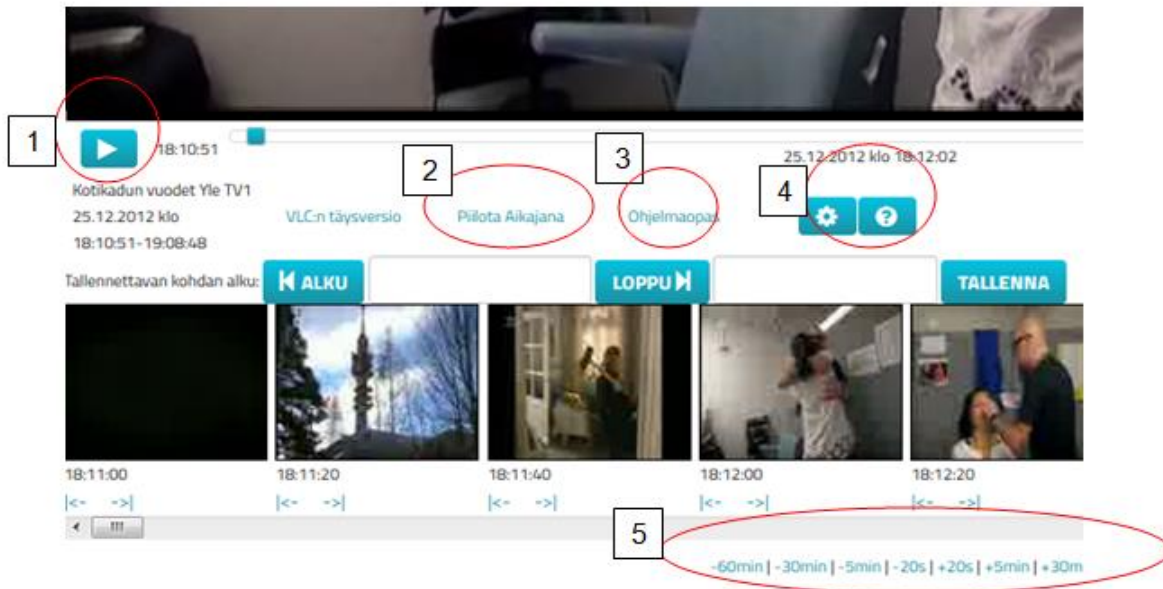 1
18:10:51
25.12.2012 klo 18:12:02
2
3
4
Kotikadun vuodet Yle TV1
25.12.2012 klo
18:10:51-19:08:48
VLC:n täysversio
Piilota Aikajana
Ohjelmaopas
?
Tallennettavan kohdan alku:
ALKU
LOPPU
TALLENNA
18:11:00
18:11:20
18:11:40
18:12:00
18:12:20
|<- ->|
|<- ->|
|<- ->|
|<- ->|
|<- ->|
5
-60min | -30min | -5min | -20s | +20s | +5min | +30m